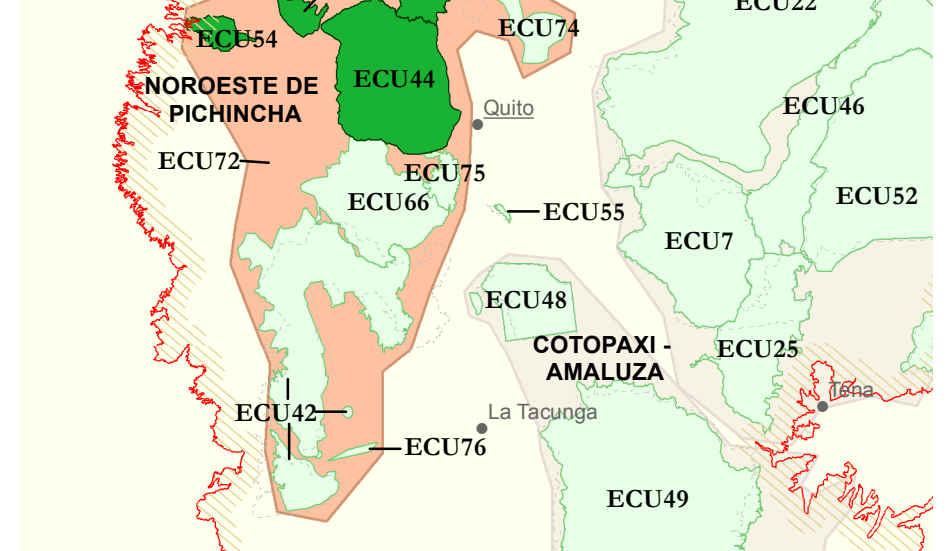 ECU22
ECU74
ECU54
ECU44
NOROESTE DE
PICHINCHA
ECU46
Quito
ECU72
ECU75
ECU66
ECU55
ECU52
ECU7
ECU48
COTOPAXI -
AMALUZA
ECU25
Tena
ECU42
La Tacunga
ECU76
ECU49